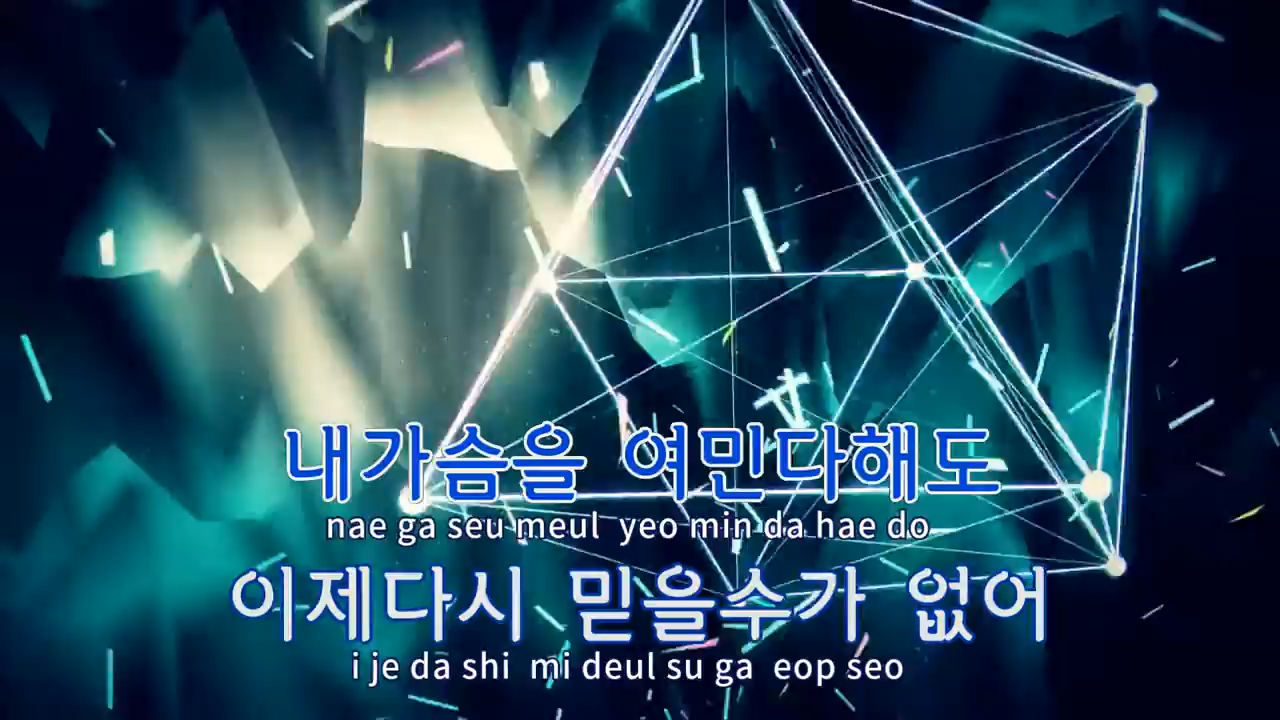 내가슴을 여민다해도
nae ga seu meul yeo min da hae do
이제다시 믿을수가 없어
i je da shi mi deul su ga eop seo